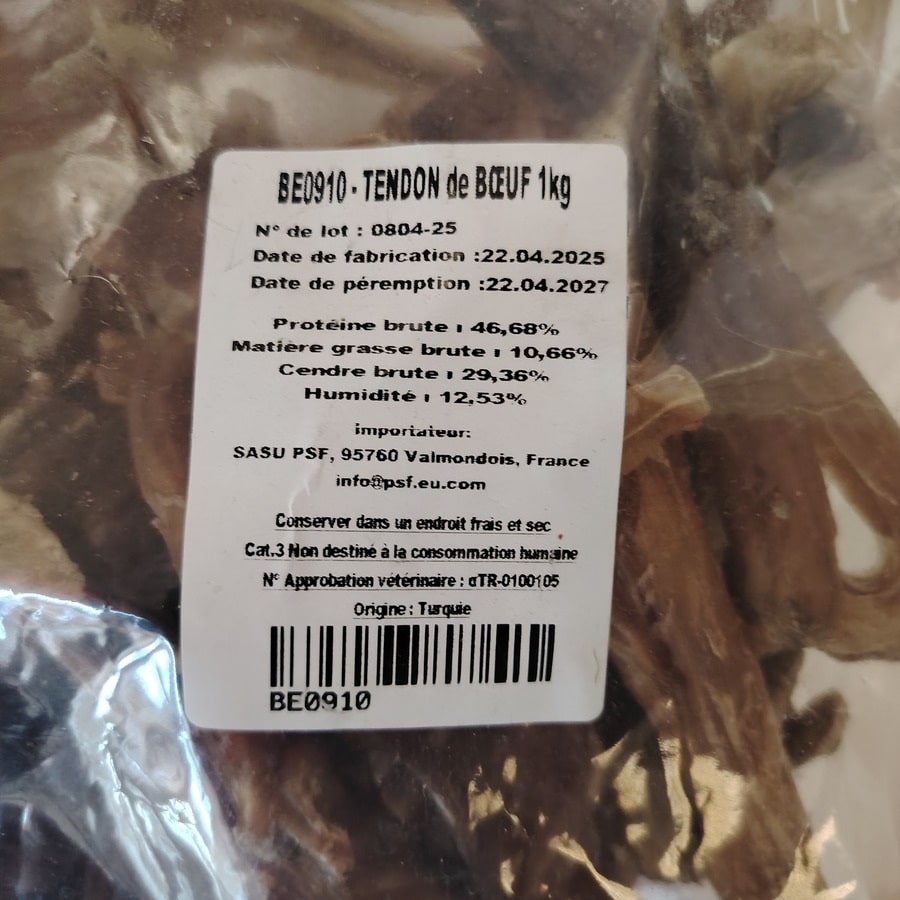 BE0910 - TENDON de BŒUF 1kg
N° de lot : 0804-25
Date de fabrication :22.04.2025
Date de péremption :22.04.2027
Protéine brute : 46,68%
Matière grasse brute : 10,66%
Cendre brute : 29,36%
Humidité : 12,53%
importateur:
SASU PSF, 95760 Valmondois, France
info@psf.eu.com
Conserver dans un endroit frais et sec
Cat.3 Non destiné à la consommation humaine
N° Approbation vétérinaire : αTR-0100105
Origine : Turquie
BE0910